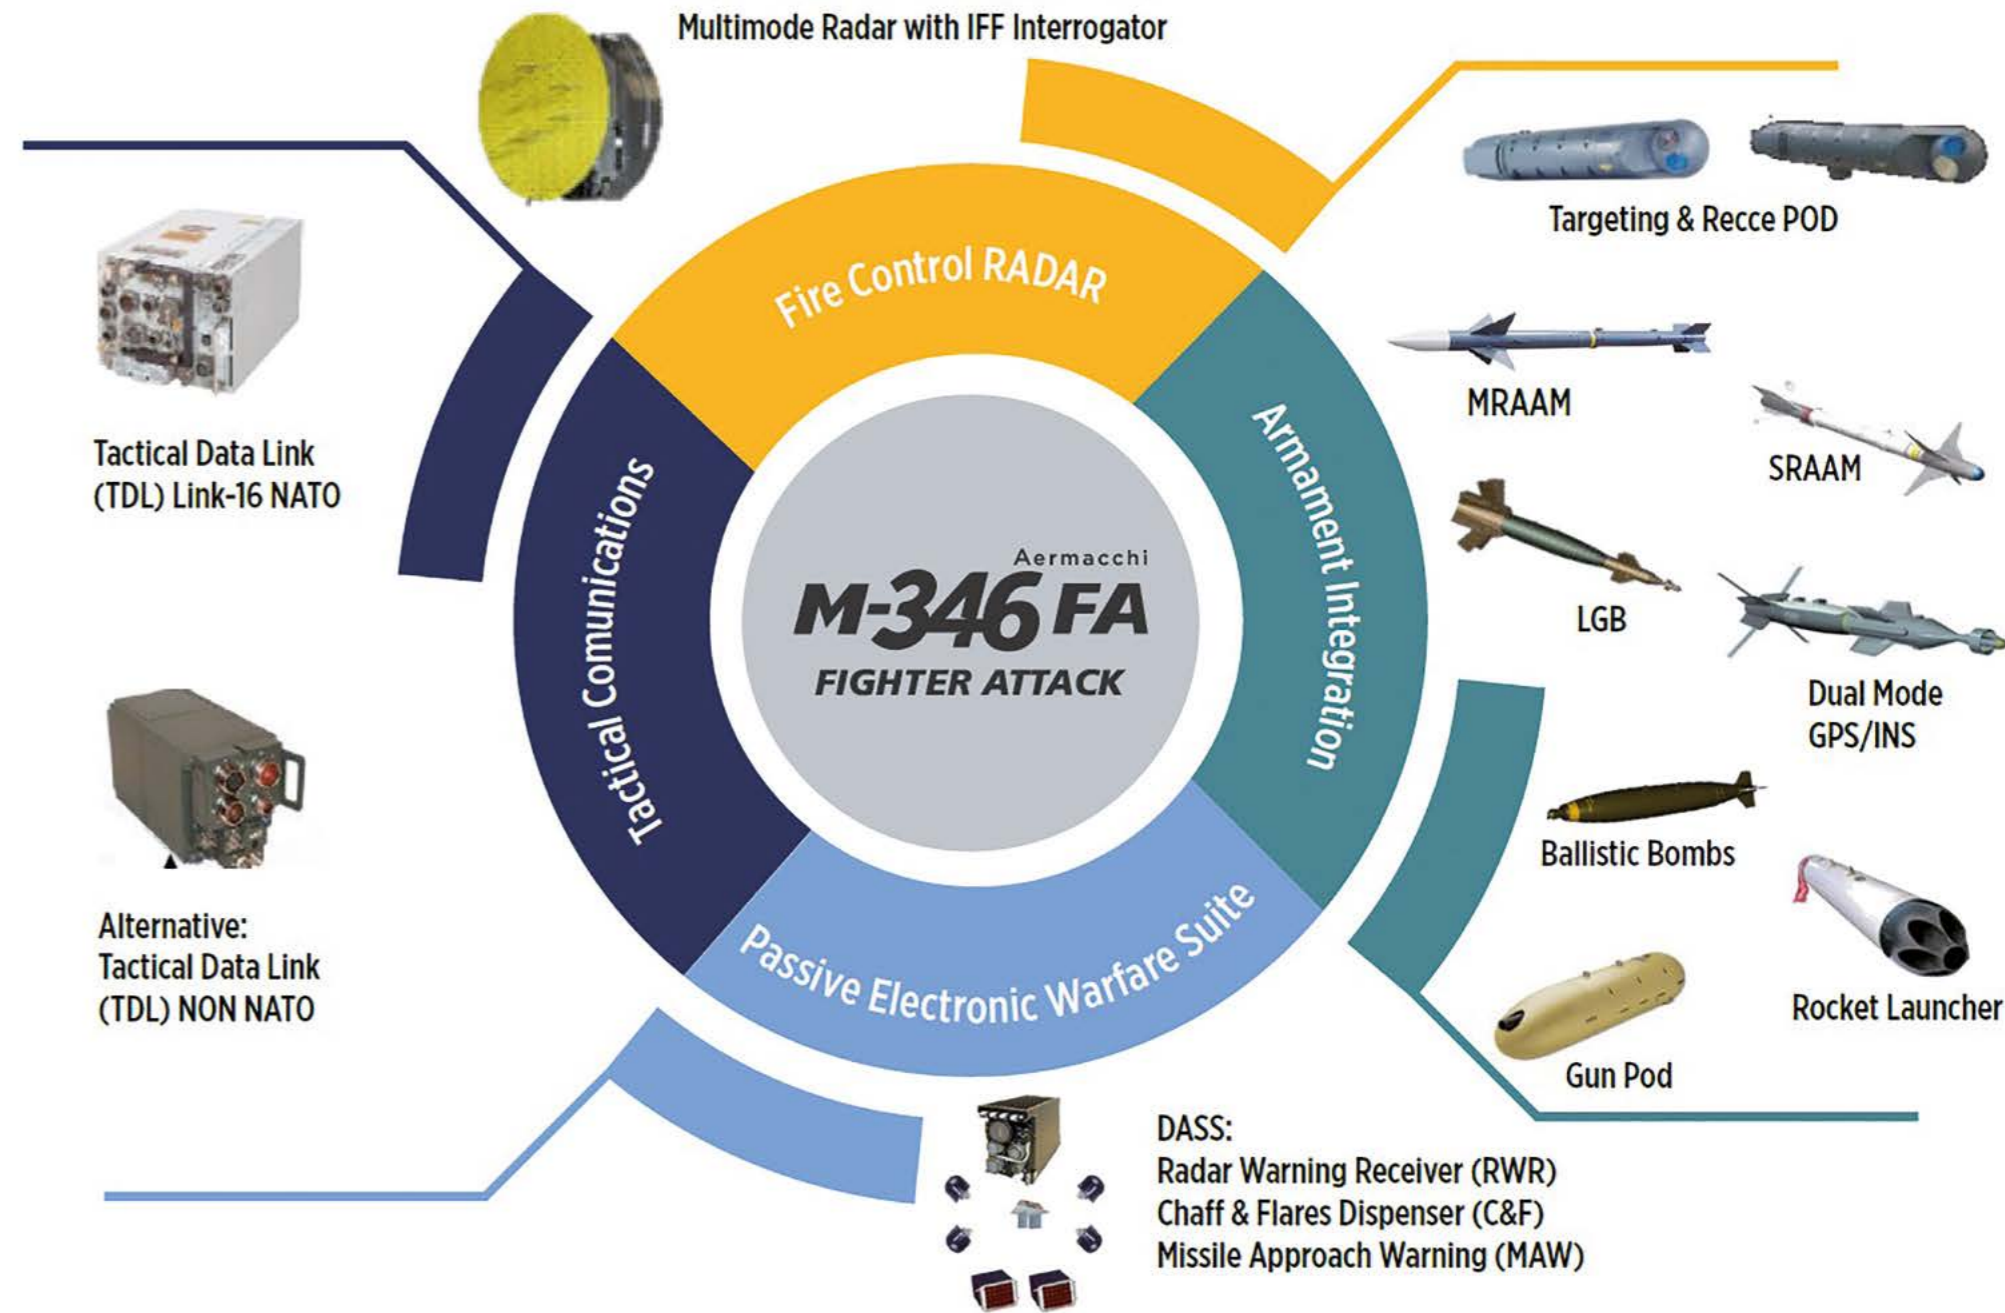 Multimode Radar with IFF Interrogator
Targeting & Recce POD
Fire Control RADAR
MRAAM
SRAAM
Armament Integration
LGB
Dual Mode
GPS/INS
Ballistic Bombs
Rocket Launcher
Gun Pod
Tactical Data Link
(TDL) Link-16 NATO
Tactical Comunications
Aermacchi
M-346 FA
FIGHTER ATTACK
Alternative:
Tactical Data Link
(TDL) NON NATO
Passive Electronic Warfare Suite
DASS:
Radar Warning Receiver (RWR)
Chaff & Flares Dispenser (C&F)
Missile Approach Warning (MAW)